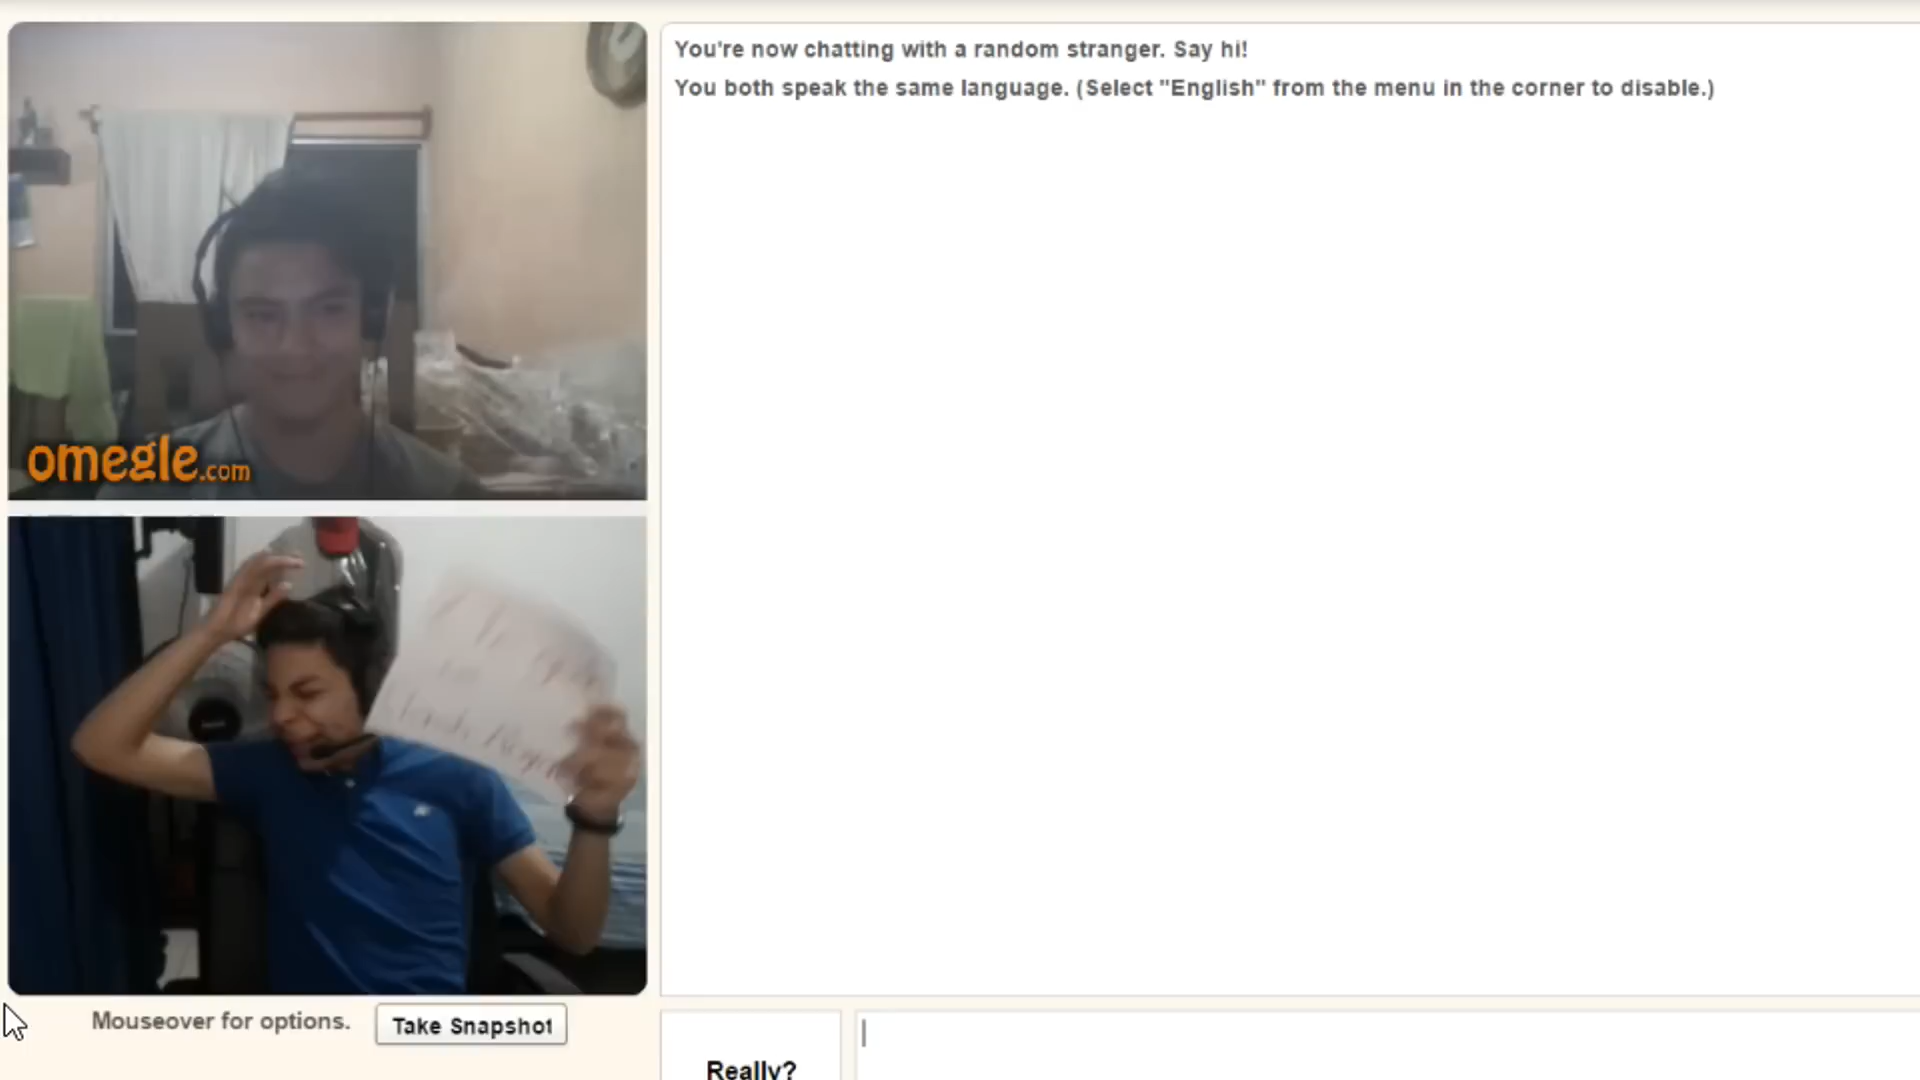 You're now chatting with a random stranger. Say hi!
You both speak the same language. (Select "English" from the menu in the corner to disable.)
omegle.com
Mouseover for options.
Take Snapshot
Really?